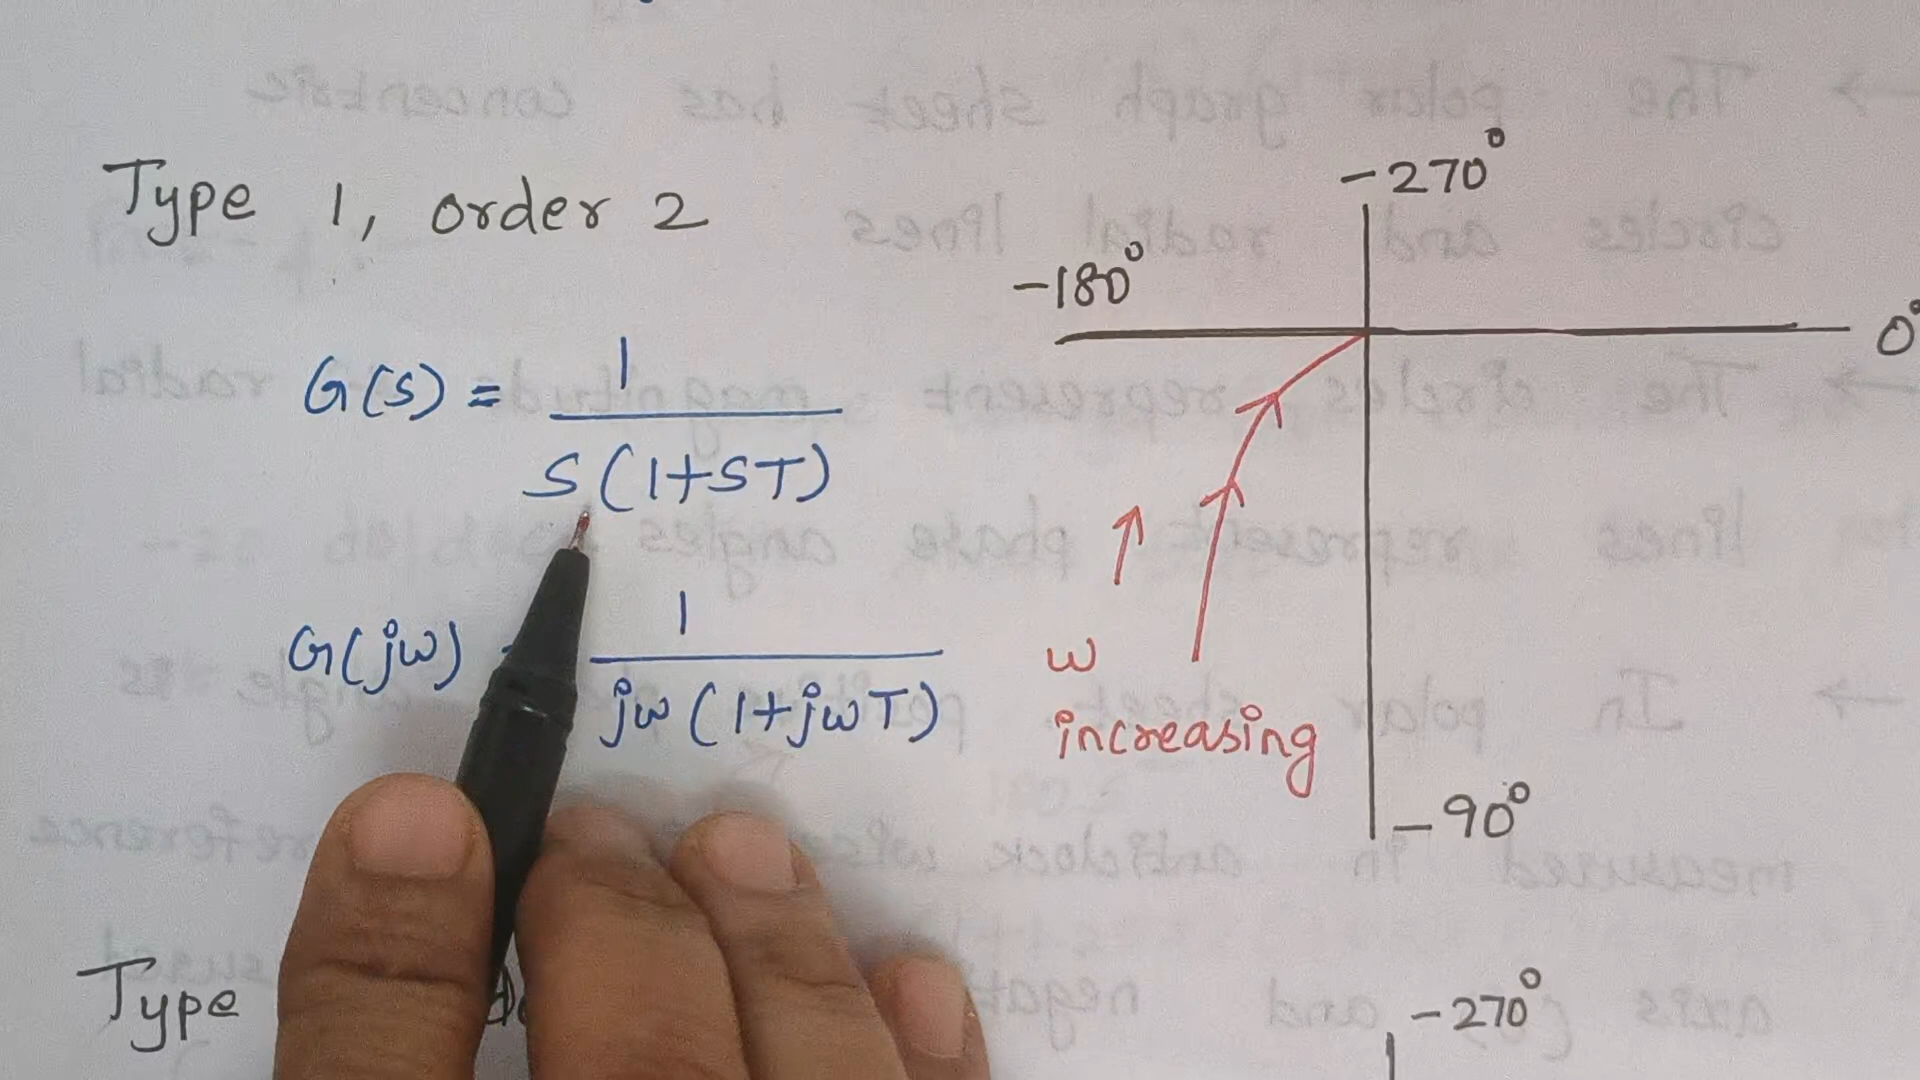 Type 1, order 2
G(s) = 1
s(1+sT)
G(jω)
1
jω(1+jωT)
-270°
-180°
0°
ω
increasing
-90°
Type
-270°